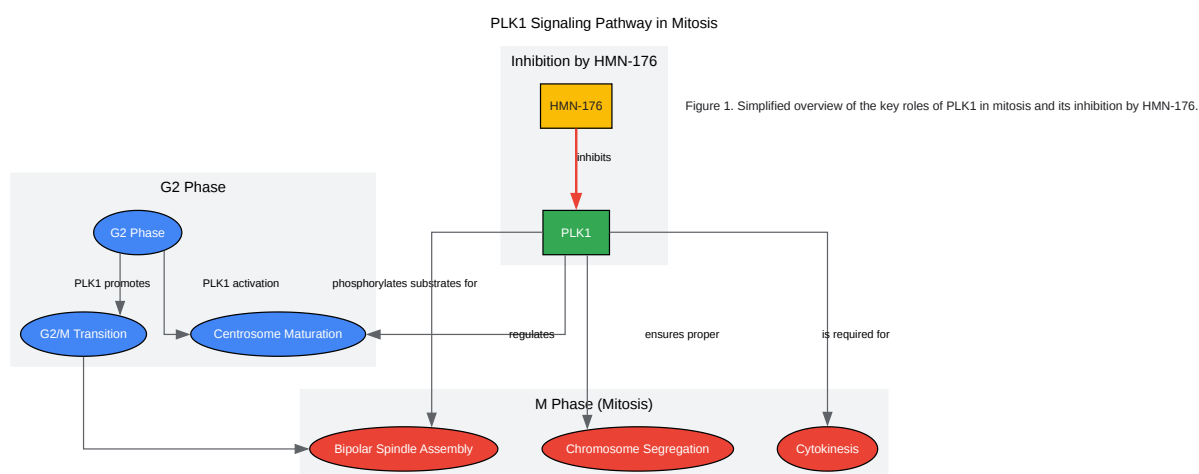 PLK1 Signaling Pathway in Mitosis
Inhibition by HMN-176
HMN-176
Figure 1. Simplified overview of the key roles of PLK1 in mitosis and its inhibition by HMN-176.
inhibits
G2 Phase
G2 Phase
PLK1
PLK1 promotes
PLK1 activation
phosphorylates substrates for
G2/M Transition
Centrosome Maturation
regulates
ensures proper
is required for
M Phase (Mitosis)
Bipolar Spindle Assembly
Chromosome Segregation
Cytokinesis